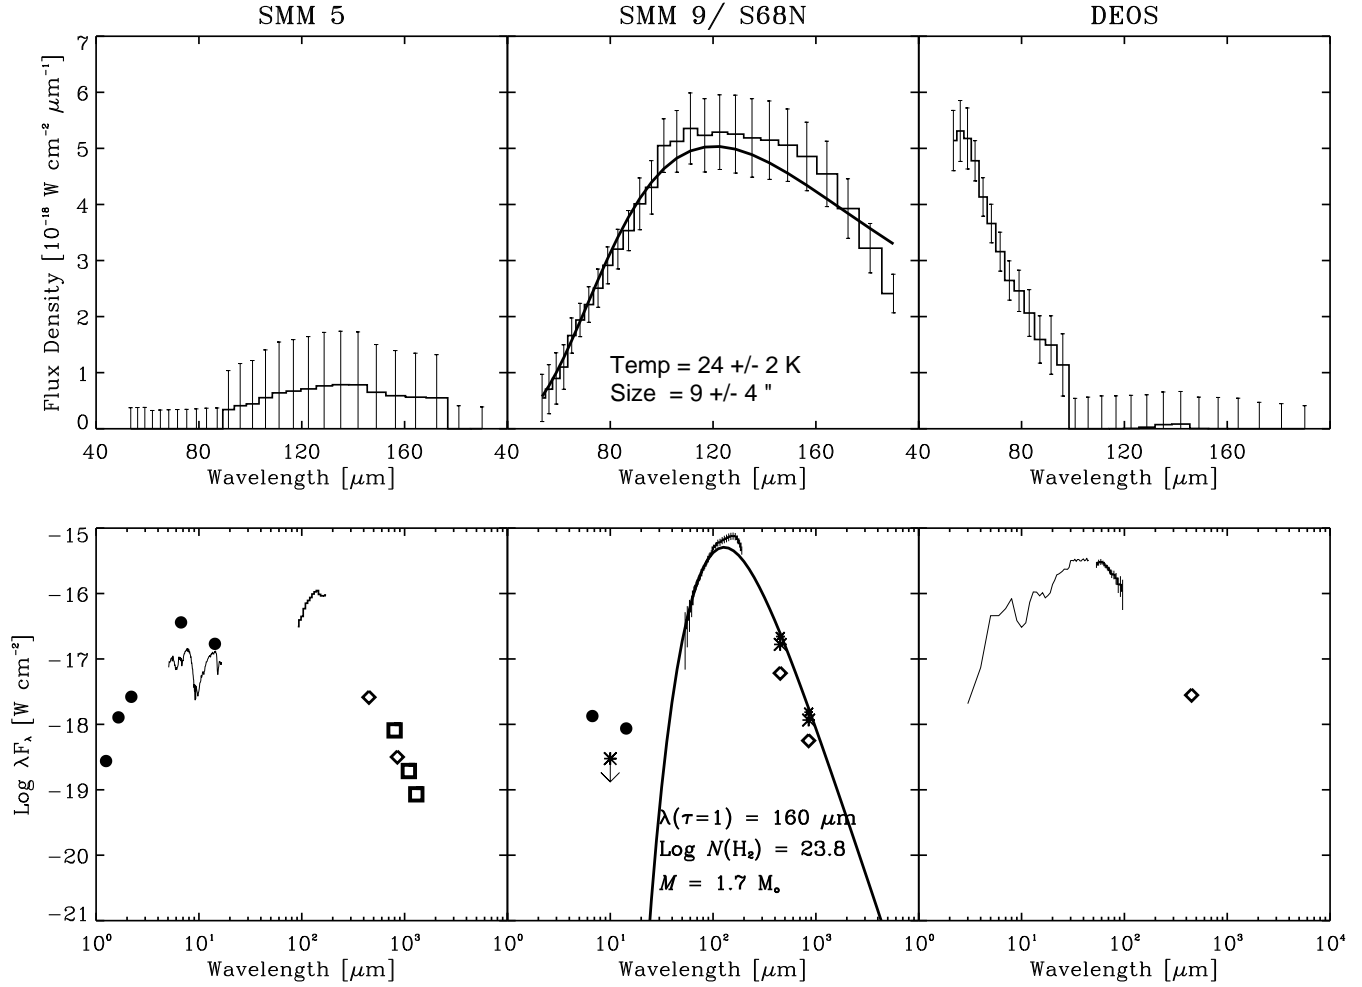 SMM 5
SMM 9/ S68N
DEOS
Flux Density [10⁻¹⁸ W cm⁻² μm⁻¹]
7
6
5
4
3
2
1
0
Temp = 24 +/- 2 K
Size = 9 +/- 4 "
40 80 120 160
40 80 120 160
40 80 120 160
Wavelength [μm]
Wavelength [μm]
Wavelength [μm]
Log λF_λ [W cm⁻²]
−15
−16
−17
−18
−19
−20
−21
λ(τ=1) = 160 μm
Log N(H₂) = 23.8
M = 1.7 M₀
10⁰ 10¹ 10² 10³
10⁰ 10¹ 10² 10³
10⁰ 10¹ 10² 10³ 10⁴
Wavelength [μm]
Wavelength [μm]
Wavelength [μm]